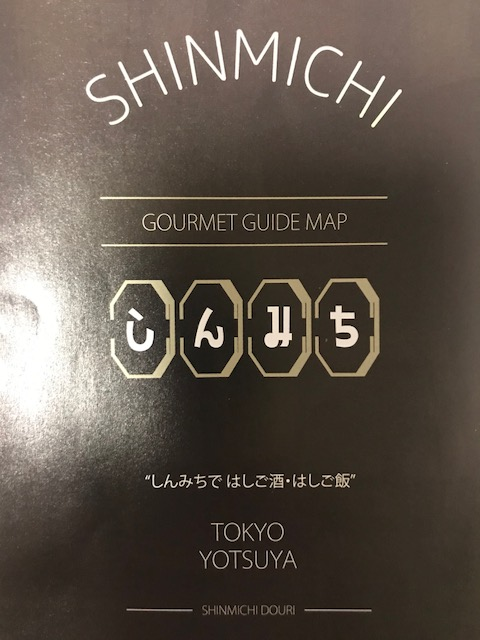 SHINMICHI
GOURMET GUIDE MAP
しんみち
“しんみちで はしご酒・はしご飯”
TOKYO
YOTSUYA
SHINMICHI DOURI